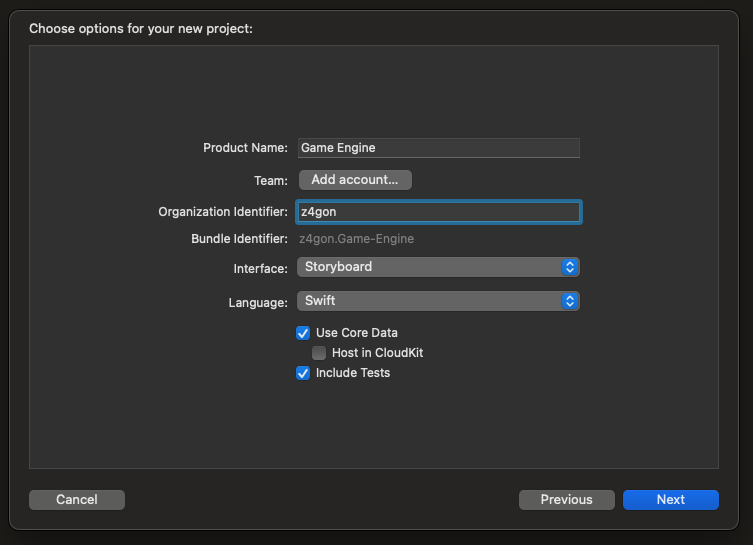 Choose options for your new project:
Product Name: Game Engine
Team: Add account...
Organization Identifier: z4gon
Bundle Identifier: z4gon.Game-Engine
Interface: Storyboard
Language: Swift
Use Core Data
Host in CloudKit
Include Tests
Cancel Previous Next